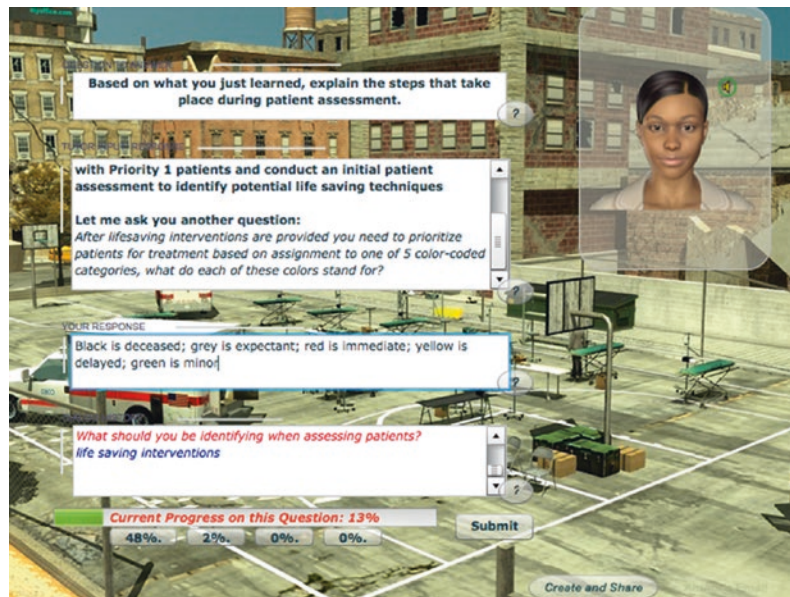 Based on what you just learned, explain the steps that take
place during patient assessment.
?
with Priority 1 patients and conduct an initial patient
assessment to identify potential life saving techniques
Let me ask you another question:
After lifesaving interventions are provided you need to prioritize
patients for treatment based on assignment to one of 5 color-coded
categories, what do each of these colors stand for?
?
YOUR RESPONSE
Black is deceased; grey is expectant; red is immediate; yellow is
delayed; green is minor
?
What should you be identifying when assessing patients?
life saving interventions
?
Current Progress on this Question: 13%
48%. 2%. 0%. 0%.
Submit
Create and Share